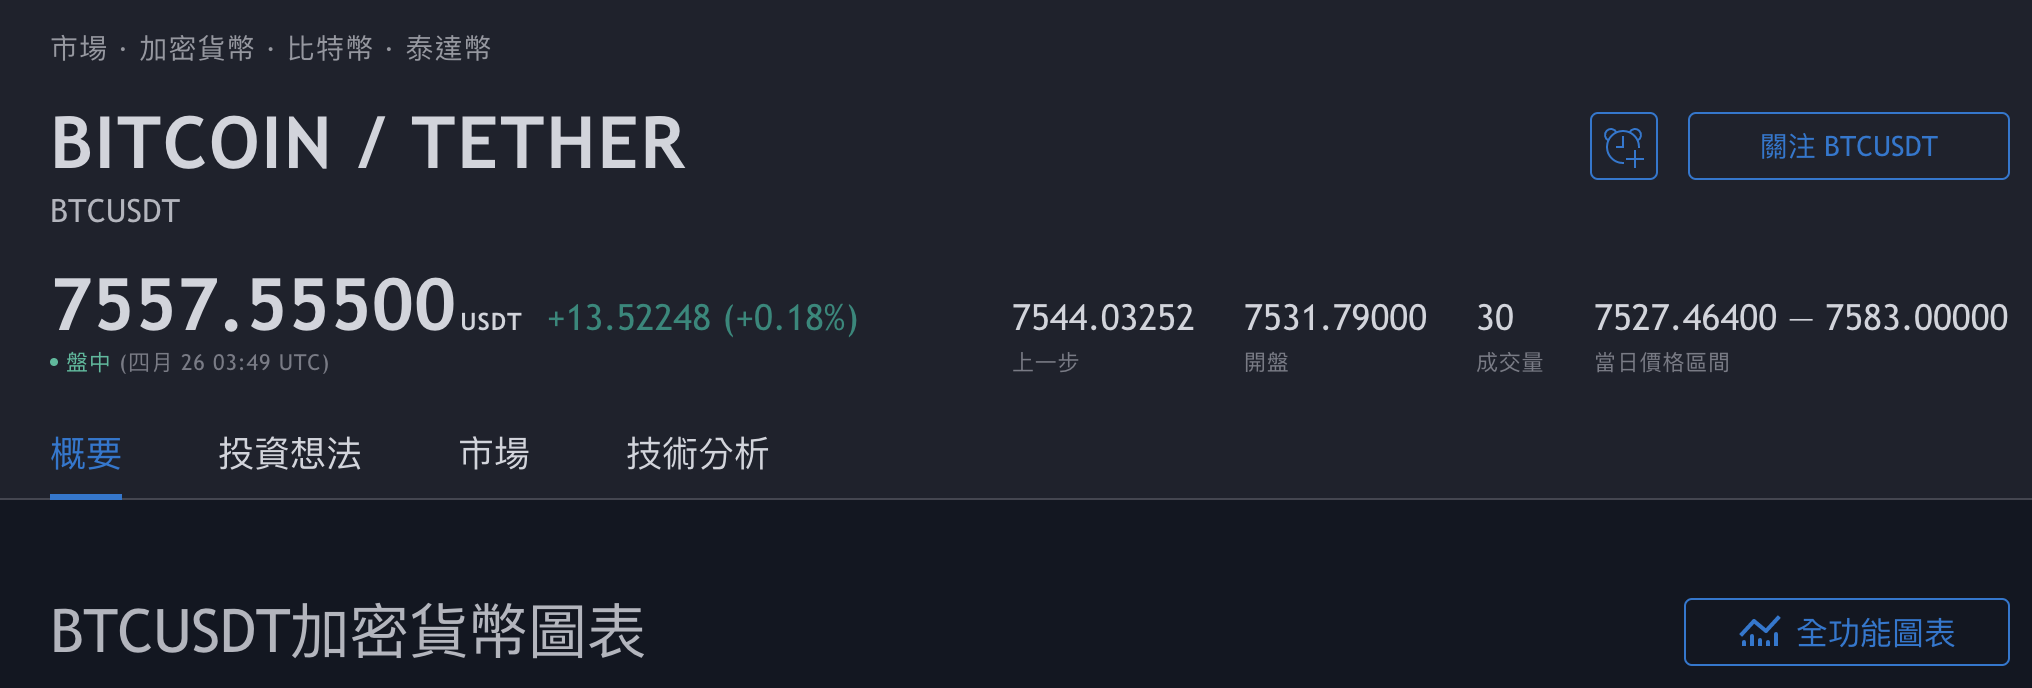 市場 · 加密貨幣 · 比特幣 · 泰達幣
BITCOIN / TETHER
關注 BTCUSDT
BTCUSDT
7557.55500 USDT +13.52248 (+0.18%)
7544.03252 7531.79000 30 7527.46400 — 7583.00000
• 盤中 (四月 26 03:49 UTC)
上一步 開盤 成交量 當日價格區間
概要 投資想法 市場 技術分析
BTCUSDT加密貨幣圖表
全功能圖表